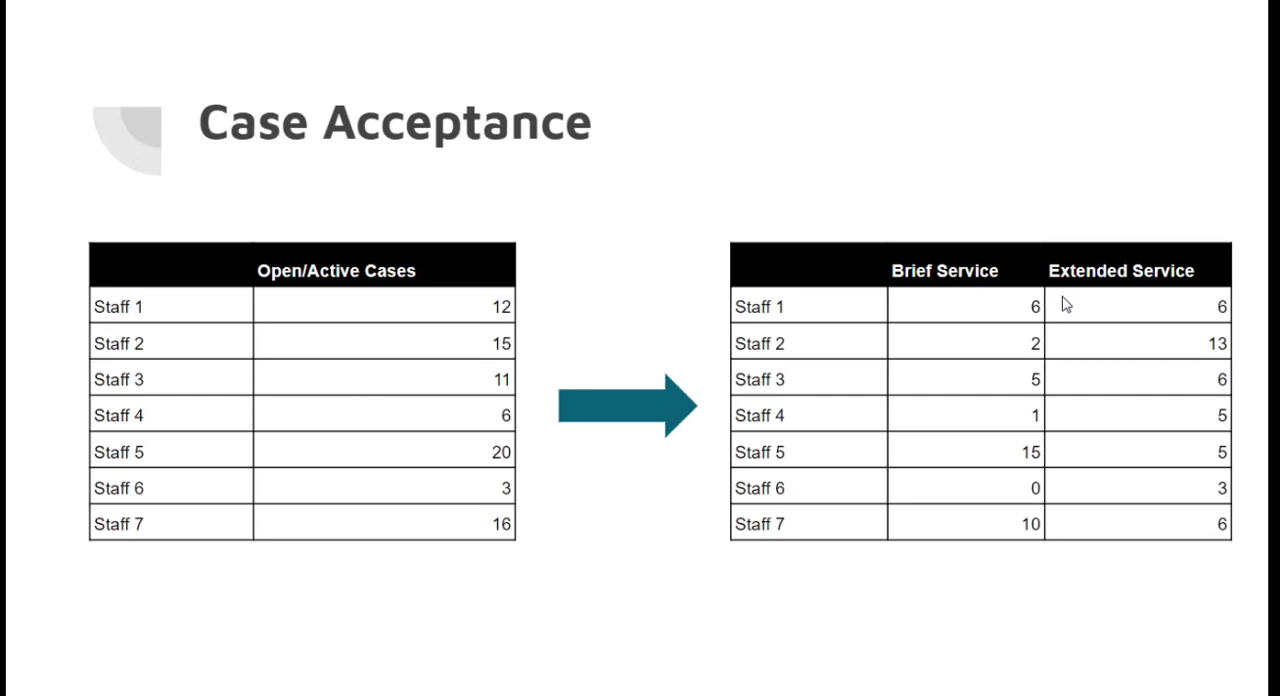 Case Acceptance
Open/Active Cases
Staff 1 12
Staff 2 15
Staff 3 11
Staff 4 6
Staff 5 20
Staff 6 3
Staff 7 16
Brief Service Extended Service
Staff 1 6 6
Staff 2 2 13
Staff 3 5 6
Staff 4 1 5
Staff 5 15 5
Staff 6 0 3
Staff 7 10 6